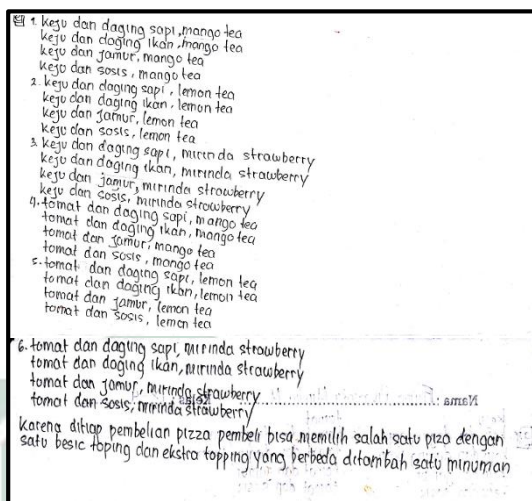 1. keju dan daging sapi, mango tea
keju dan daging ikan, mango tea
keju dan jamur, mango tea
keju dan sosis, mango tea
2. keju dan daging sapi, lemon tea
keju dan daging ikan, lemon tea
keju dan jamur, lemon tea
keju dan sosis, lemon tea
3. keju dan daging sapi, mirinda strawberry
keju dan daging ikan, mirinda strawberry
keju dan jamur, mirinda strawberry
keju dan sosis, mirinda strawberry
4. tomat dan daging sapi, mango tea
tomat dan daging ikan, mango tea
tomat dan jamur, mango tea
tomat dan sosis, mango tea
5. tomat dan daging sapi, lemon tea
tomat dan daging ikan, lemon tea
tomat dan jamur, lemon tea
tomat dan sosis, lemon tea
6. tomat dan daging sapi, mirinda strawberry
tomat dan daging ikan, mirinda strawberry
tomat dan jamur, mirinda strawberry
tomat dan sosis, mirinda strawberry
Nama:
karena ditiap pembelian pizza pembeli bisa memilih salah satu piza dengan
satu besic toping dan ekstra topping yang berbeda ditambah satu minuman